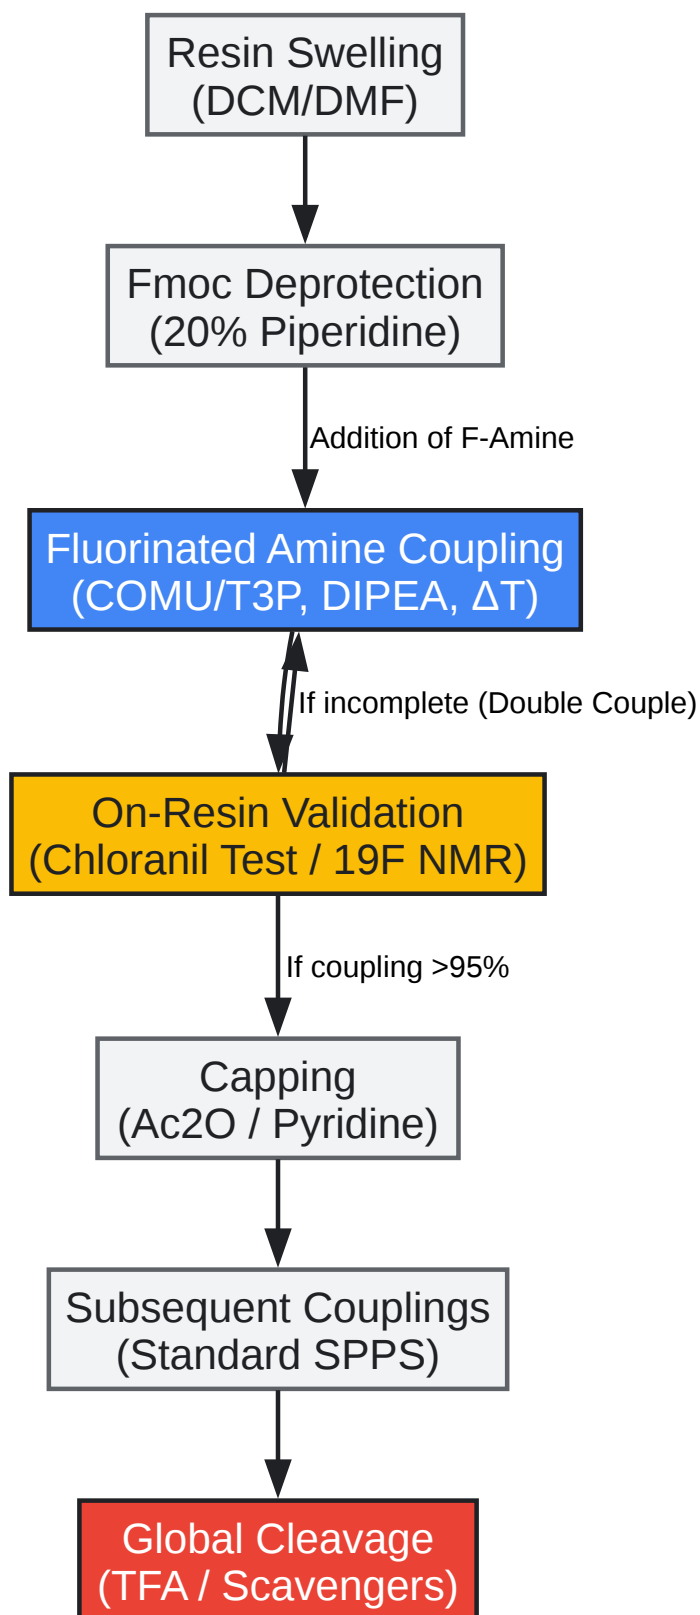 Resin Swelling
(DCM/DMF)
Fmoc Deprotection
(20% Piperidine)
Addition of F-Amine
Fluorinated Amine Coupling
(COMU/T3P, DIPEA, ΔT)
If incomplete (Double Couple)
On-Resin Validation
(Chloranil Test / 19F NMR)
If coupling >95%
Capping
(Ac2O / Pyridine)
Subsequent Couplings
(Standard SPPS)
Global Cleavage
(TFA / Scavengers)